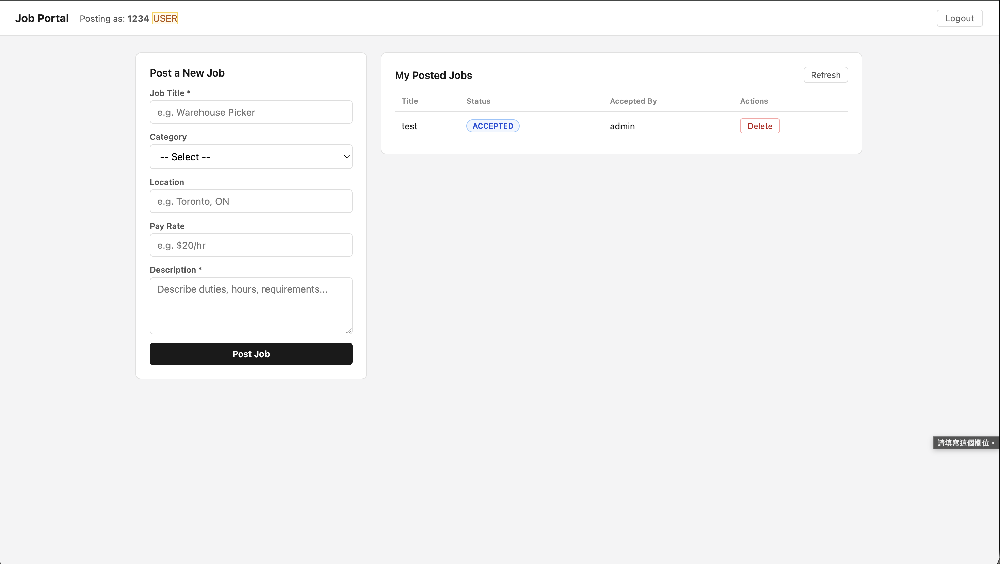 Job Portal Posting as: 1234 USER Logout
Post a New Job
Job Title *
e.g. Warehouse Picker
Category
-- Select --
Location
e.g. Toronto, ON
Pay Rate
e.g. $20/hr
Description *
Describe duties, hours, requirements...
Post Job
My Posted Jobs Refresh
Title Status Accepted By Actions
test ACCEPTED admin Delete
請填寫這個欄位。